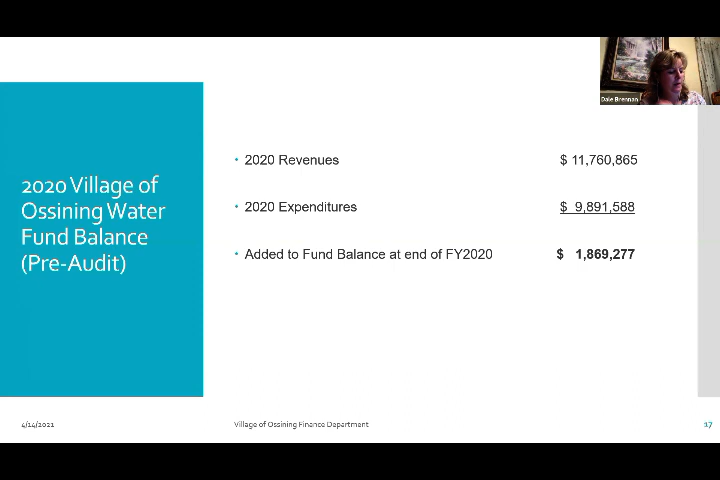 Dale Brennan
2020 Village of
Ossining Water
Fund Balance
(Pre-Audit)
• 2020 Revenues $ 11,760,865
• 2020 Expenditures $ 9,891,588
• Added to Fund Balance at end of FY2020 $ 1,869,277
4/14/2021 Village of Ossining Finance Department 17